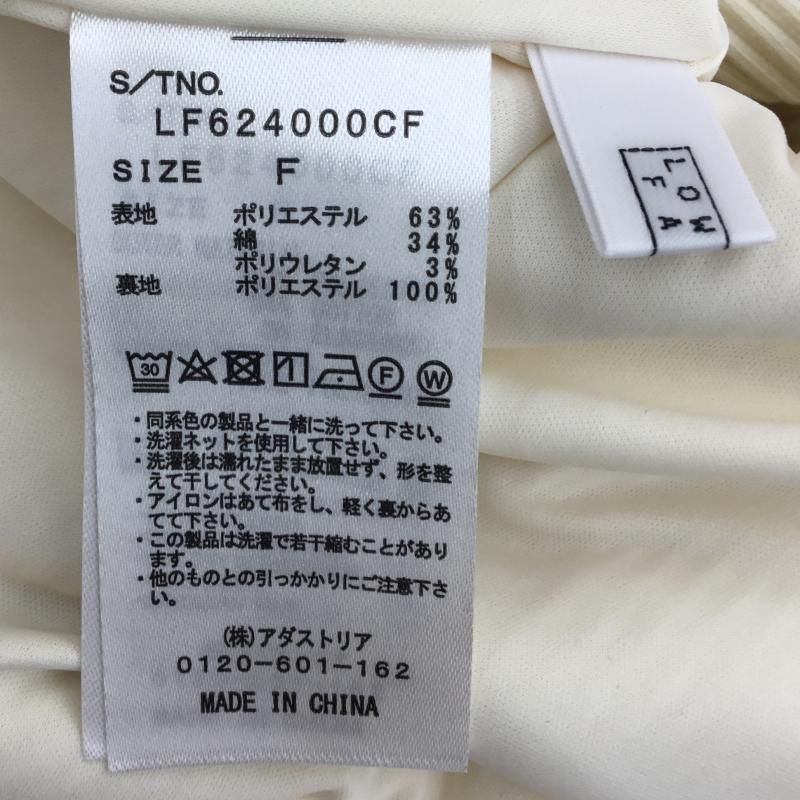 S/TNO.
LF624000CF
SIZE F
表地 ポリエステル 63%
綿 34%
ポリウレタン 3%
裏地 ポリエステル 100%
30 F W
・同系色の製品と一緒に洗って下さい。
・洗濯ネットを使用して下さい。
・洗濯後は濡れたまま放置せず、形を整
えて干してください。
・アイロンはあて布をし、軽く裏からあ
てて下さい。
・この製品は洗濯で若干縮むことがあり
ます。
・他のものとの引っかかりにご注意下さ
い。
(株)アダストリア
0120-601-162
MADE IN CHINA
LOW
FA